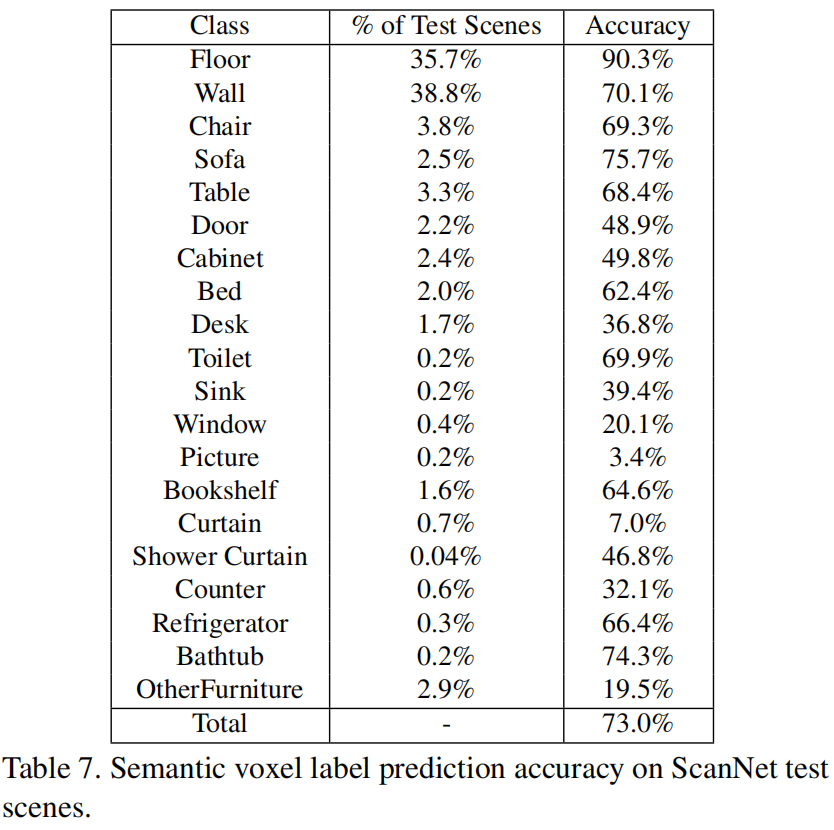 Class % of Test Scenes Accuracy
Floor 35.7% 90.3%
Wall 38.8% 70.1%
Chair 3.8% 69.3%
Sofa 2.5% 75.7%
Table 3.3% 68.4%
Door 2.2% 48.9%
Cabinet 2.4% 49.8%
Bed 2.0% 62.4%
Desk 1.7% 36.8%
Toilet 0.2% 69.9%
Sink 0.2% 39.4%
Window 0.4% 20.1%
Picture 0.2% 3.4%
Bookshelf 1.6% 64.6%
Curtain 0.7% 7.0%
Shower Curtain 0.04% 46.8%
Counter 0.6% 32.1%
Refrigerator 0.3% 66.4%
Bathtub 0.2% 74.3%
OtherFurniture 2.9% 19.5%
Total - 73.0%
Table 7. Semantic voxel label prediction accuracy on ScanNet test
scenes.